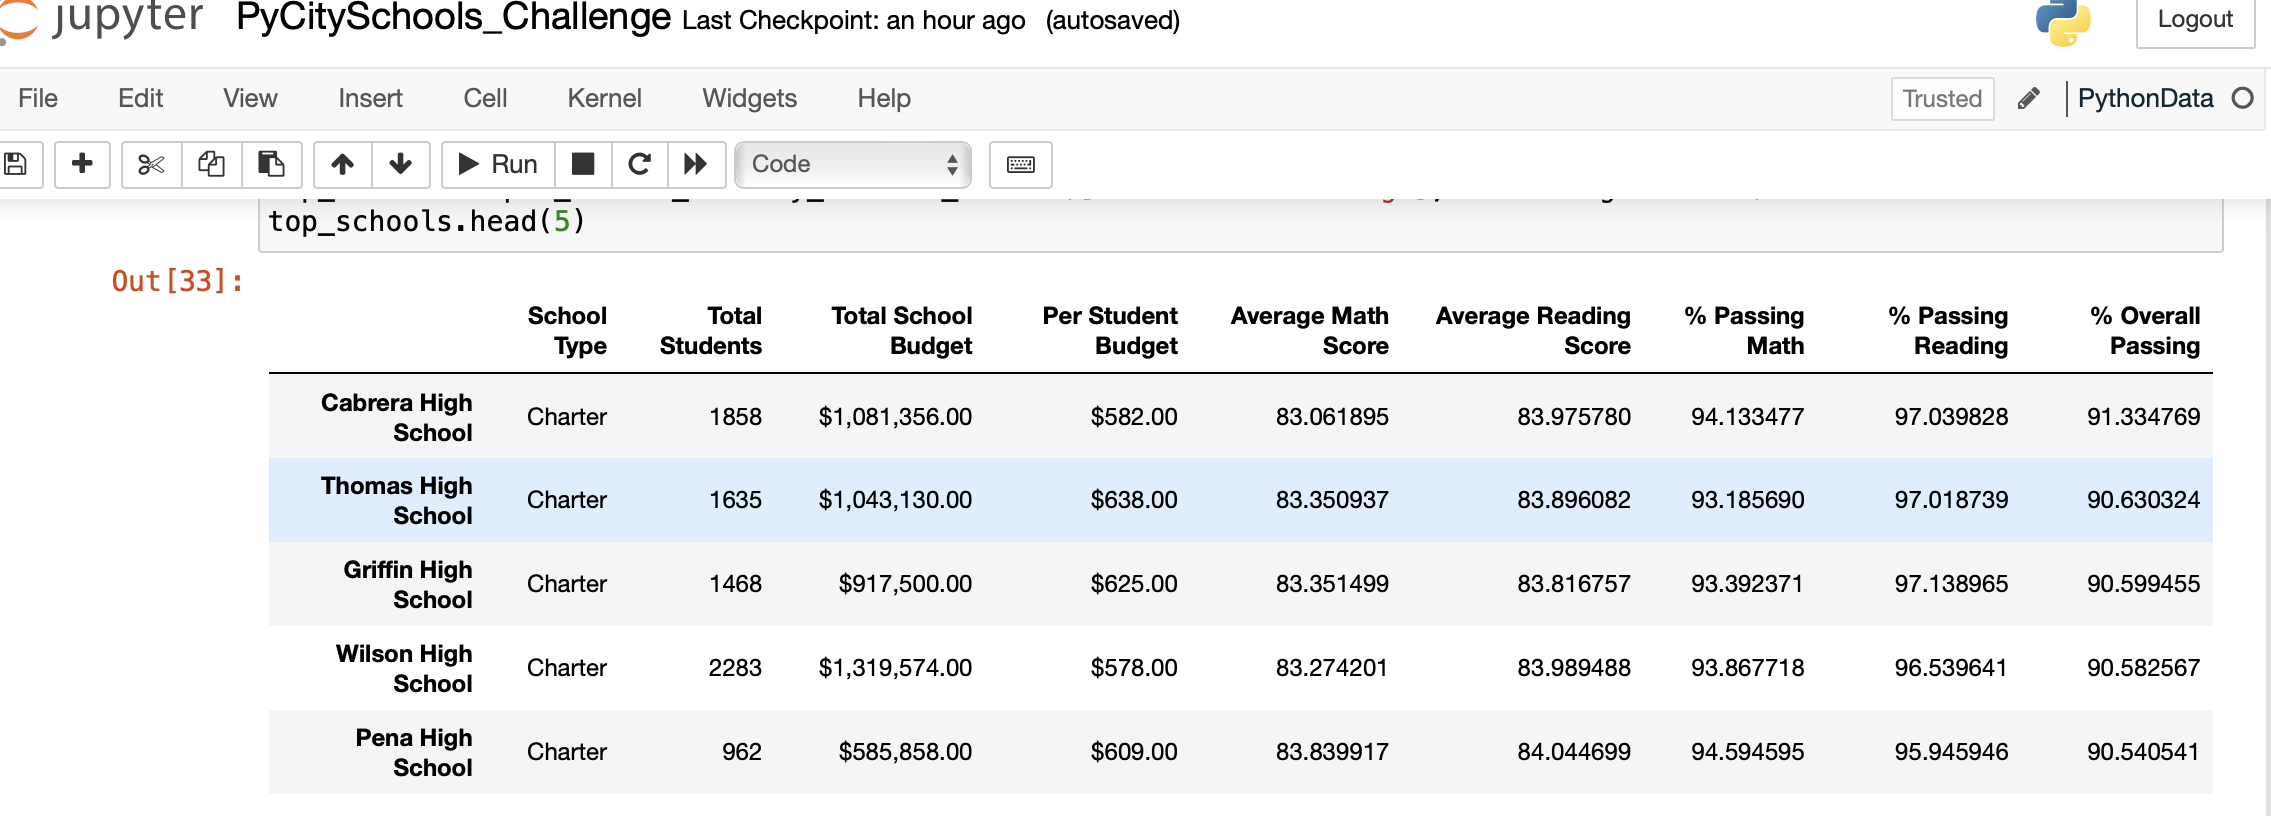 jupyter PyCitySchools_Challenge Last Checkpoint: an hour ago (autosaved) Logout
File Edit View Insert Cell Kernel Widgets Help Trusted PythonData
Run Code
top_schools.head(5)
Out[33]:
School Type Total Students Total School Budget Per Student Budget Average Math Score Average Reading Score % Passing Math % Passing Reading % Overall Passing
Cabrera High School Charter 1858 $1,081,356.00 $582.00 83.061895 83.975780 94.133477 97.039828 91.334769
Thomas High School Charter 1635 $1,043,130.00 $638.00 83.350937 83.896082 93.185690 97.018739 90.630324
Griffin High School Charter 1468 $917,500.00 $625.00 83.351499 83.816757 93.392371 97.138965 90.599455
Wilson High School Charter 2283 $1,319,574.00 $578.00 83.274201 83.989488 93.867718 96.539641 90.582567
Pena High School Charter 962 $585,858.00 $609.00 83.839917 84.044699 94.594595 95.945946 90.540541